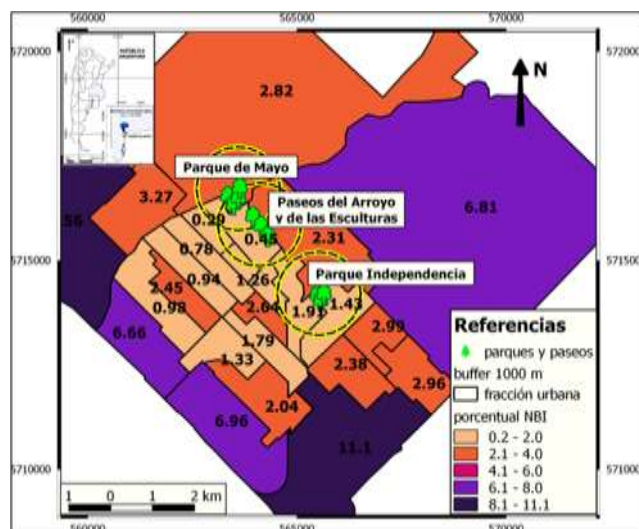 560000
565000
570000
5720000
5720000
2.82
N
Parque de Mayo
6.81
3.27
Paseos del Arroyo
y de las Esculturas
0.29
56
0.45
2.31
0.78
5715000
5715000
1.26
Parque Independencia
0.94
2.45
2.64
1.43
0.98
1.91
6.66
2.99
1.79
1.33
2.38
2.96
2.04
6.96
11.1
Referencias
parques y paseos
buffer 1000 m
fracción urbana
porcentual NBI
0.2 - 2.0
2.1 - 4.0
4.1 - 6.0
6.1 - 8.0
8.1 - 11.1
5710000
5710000
1 0 1 2 km
560000
565000
570000